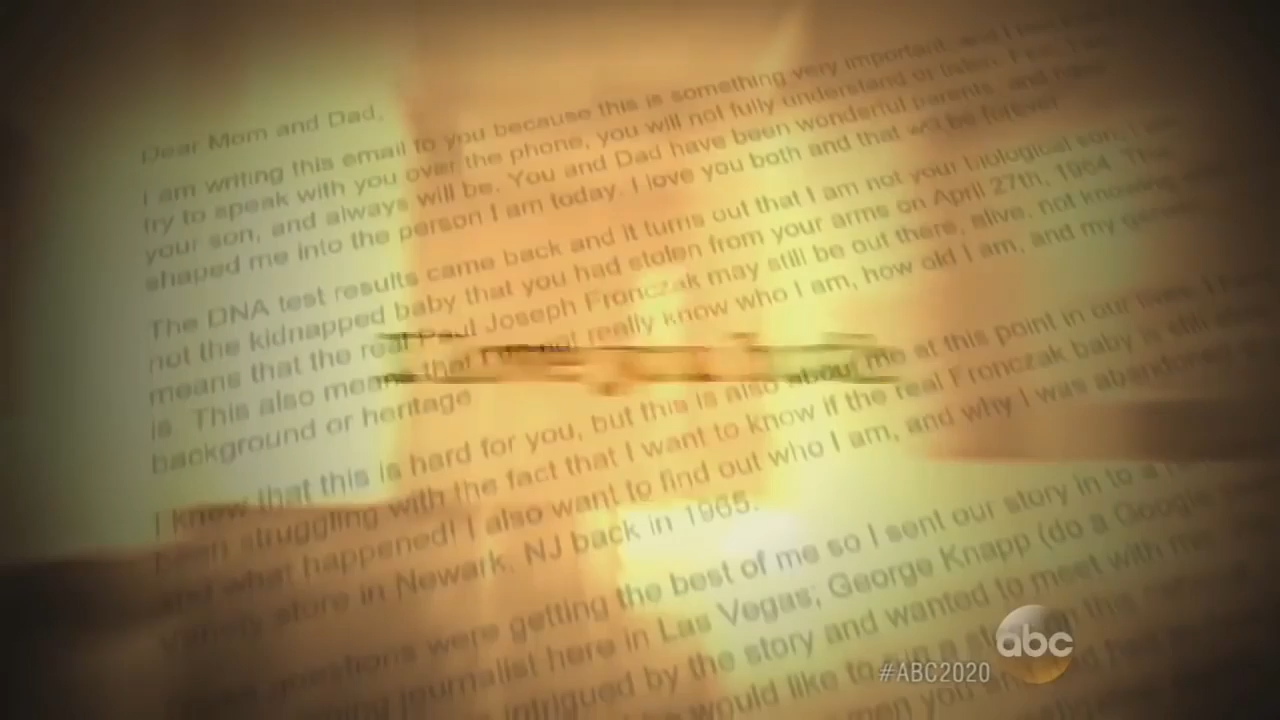 Dear Mom and Dad,
I am writing this email to you because this is something very important, and I
try to speak with you over the phone, you will not fully understand or listen.
your son, and always will be. You and Dad have been wonderful parents and have
shaped me into the person I am today. I love you both and that will be forever
The DNA test results came back and it turns out that I am not your biological son, I
not the kidnapped baby that you had stolen from your arms on April 27th, 1964. This
means that the real Paul Joseph Fronczak may still be out there, alive, not knowing
is. This also means that I do not really know who I am, how old I am, and my
background or heritage
I know that this is hard for you, but this is also about me at this point in our lives. I
been struggling with the fact that I want to know if the real Fronczak baby is still
and what happened! I also want to find out who I am, and why I was abandoned
variety store in Newark, NJ back in 1965.
questions were getting the best of me so I sent our story in to a
journalist here in Las Vegas; George Knapp (do a Google
intrigued by the story and wanted to meet with me
would like to run a story on this
abc
#ABC2020